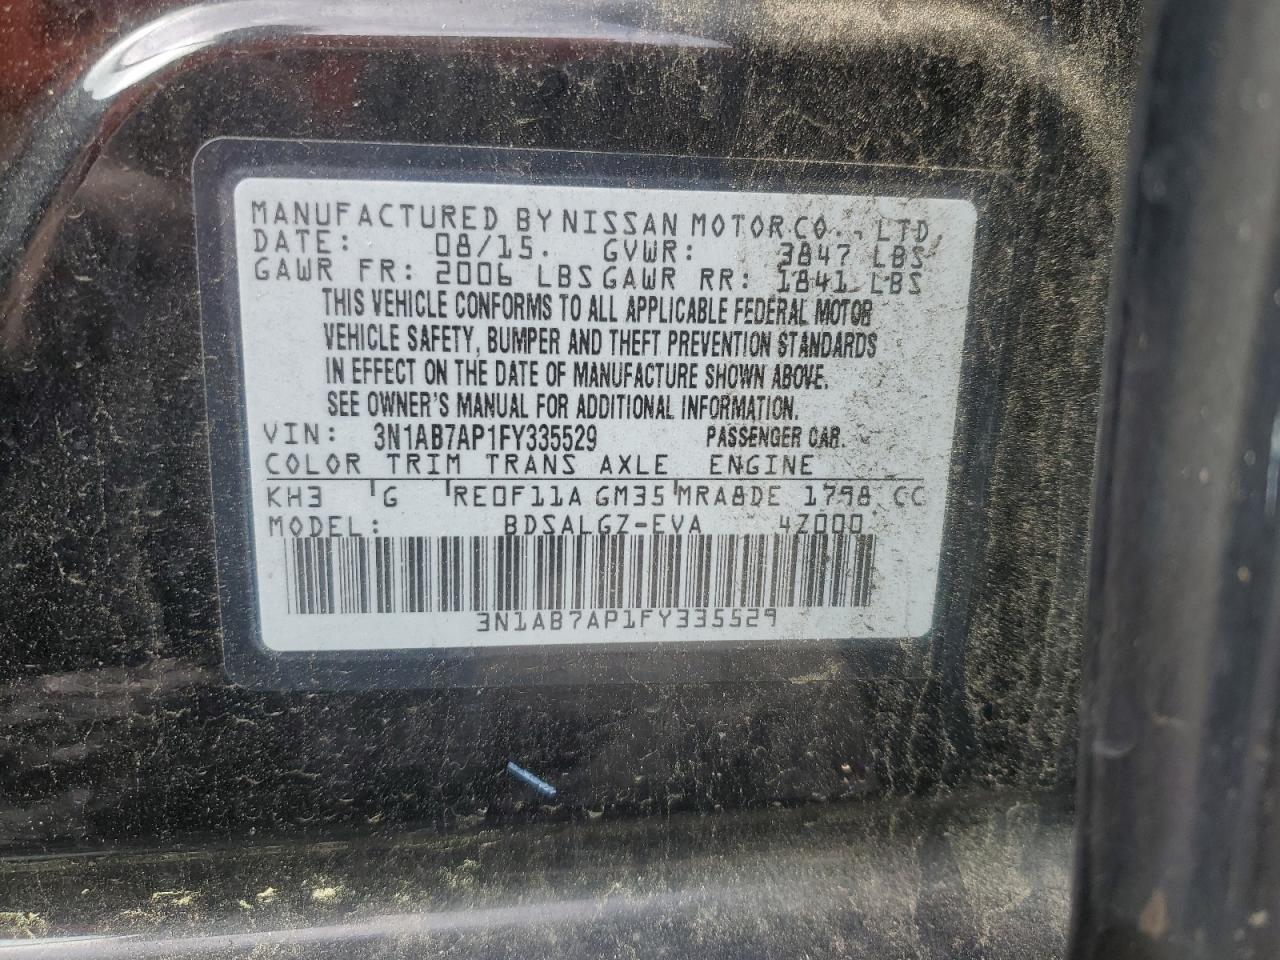 MANUFACTURED BY NISSAN MOTOR CO., LTD.
DATE: 08/15. GVWR: 3847 LBS
GAWR FR: 2006 LBS GAWR RR: 1841 LBS
THIS VEHICLE CONFORMS TO ALL APPLICABLE FEDERAL MOTOR
VEHICLE SAFETY, BUMPER AND THEFT PREVENTION STANDARDS
IN EFFECT ON THE DATE OF MANUFACTURE SHOWN ABOVE.
SEE OWNER'S MANUAL FOR ADDITIONAL INFORMATION.
VIN: 3N1AB7AP1FY335529 PASSENGER CAR.
COLOR TRIM TRANS AXLE ENGINE
KH3 G RE0F11A GM35 MRA8DE 1798 CC
MODEL: BDSALGZ-EVA 4Z000
3N1AB7AP1FY335529